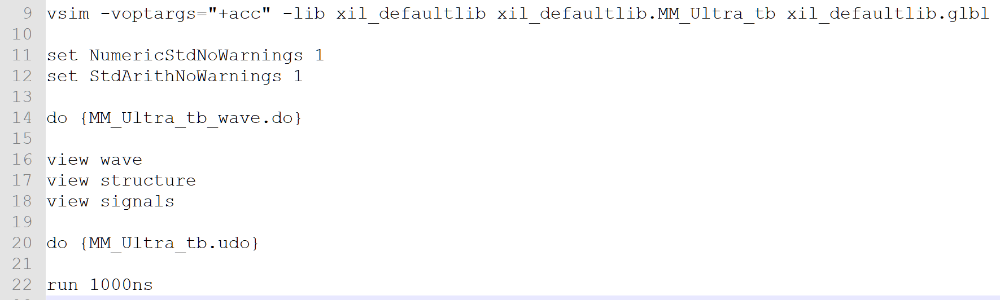 9 vsim -voptargs="+acc" -lib xil_defaultlib xil_defaultlib.MM_Ultra_tb xil_defaultlib.glbl
10
11 set NumericStdNoWarnings 1
12 set StdArithNoWarnings 1
13
14 do {MM_Ultra_tb_wave.do}
15
16 view wave
17 view structure
18 view signals
19
20 do {MM_Ultra_tb.udo}
21
22 run 1000ns